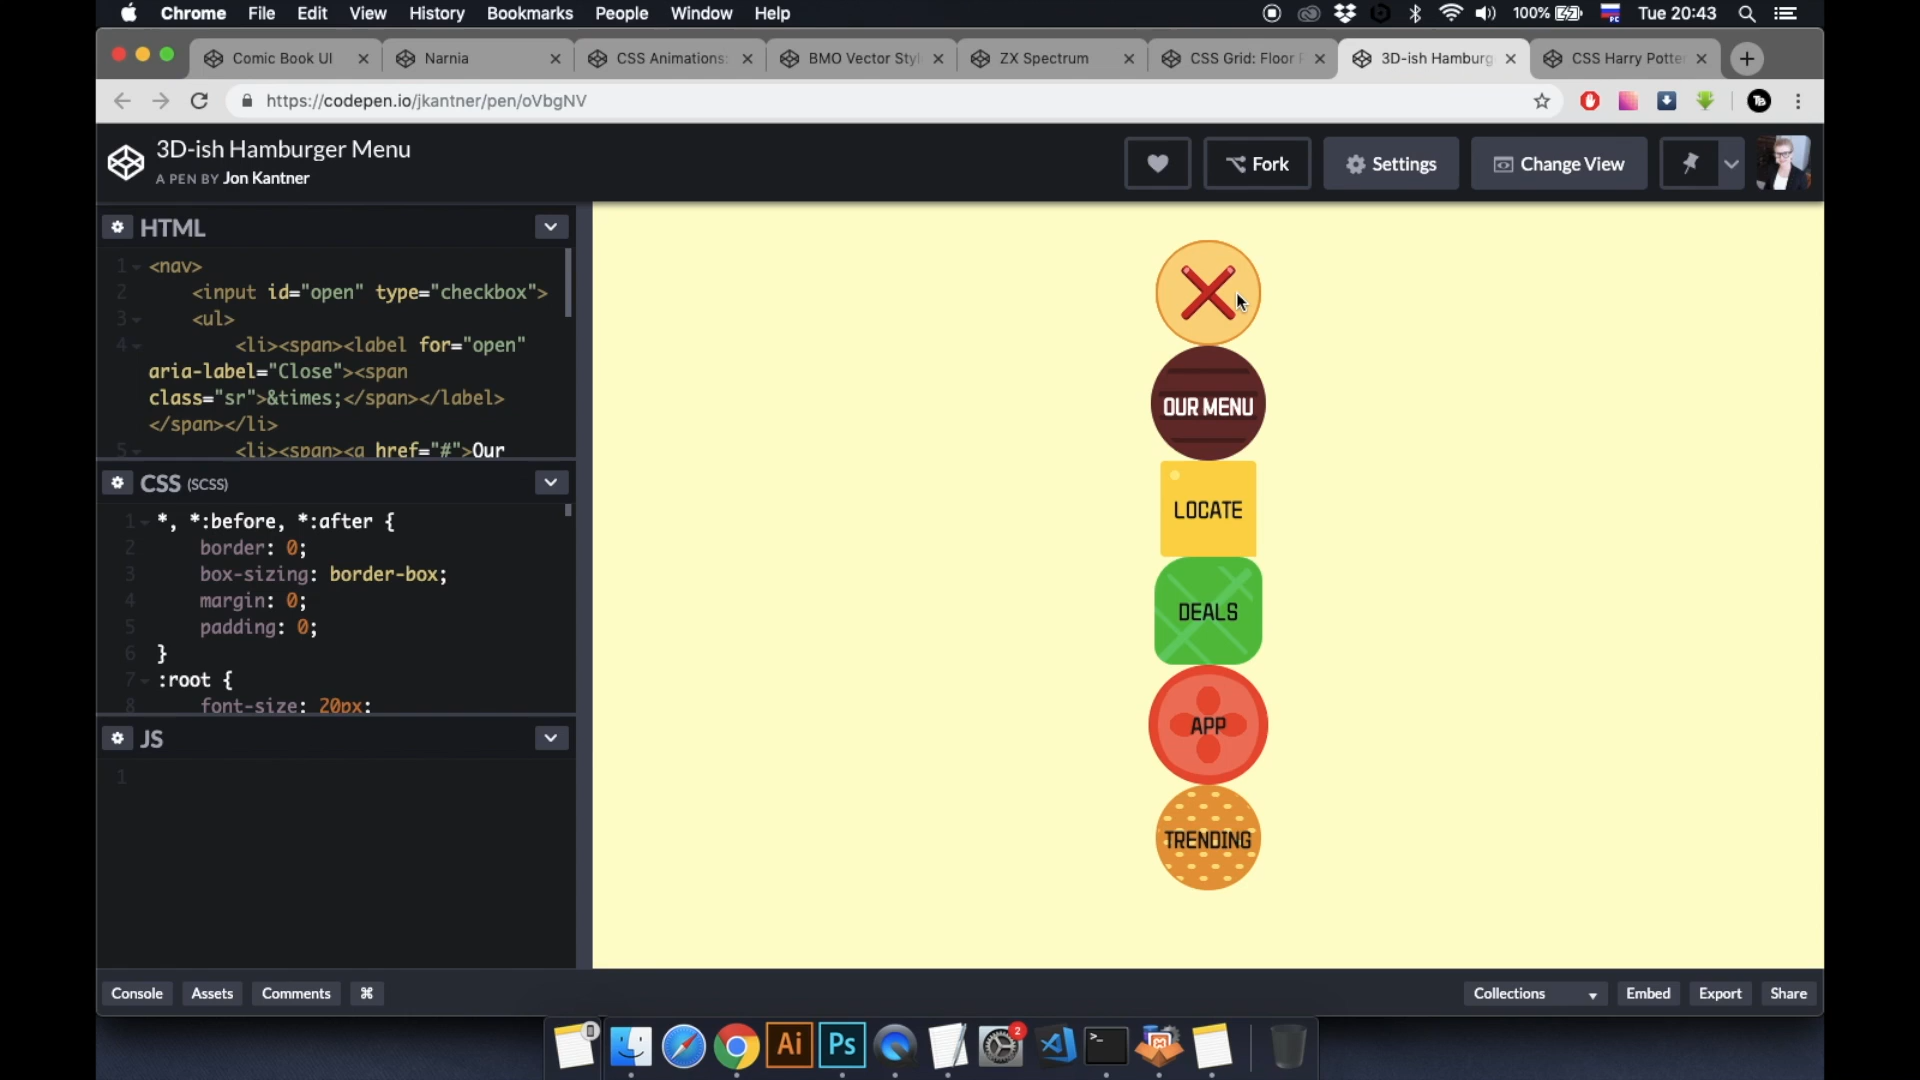 Chrome File Edit View History Bookmarks People Window Help 100% РС Tue 20:43
Comic Book UI Narnia CSS Animations: BMO Vector Styl ZX Spectrum CSS Grid: Floor P 3D-ish Hamburg CSS Harry Potter
https://codepen.io/jkantner/pen/oVbgNV
3D-ish Hamburger Menu
A PEN BY Jon Kantner
Fork Settings Change View
HTML
1 <nav>
2 <input id="open" type="checkbox">
3 <ul>
4 <li><span><label for="open"
aria-label="Close"><span
class="sr">&times;</span></label>
</span></li>
5 <li><span><a href="#">Our
CSS (SCSS)
1 *, *:before, *:after {
2 border: 0;
3 box-sizing: border-box;
4 margin: 0;
5 padding: 0;
6 }
7 :root {
8 font-size: 20px;
JS
1
OUR MENU
LOCATE
DEALS
APP
TRENDING
Console Assets Comments ⌘ Collections Embed Export Share
Ai Ps 2 >_